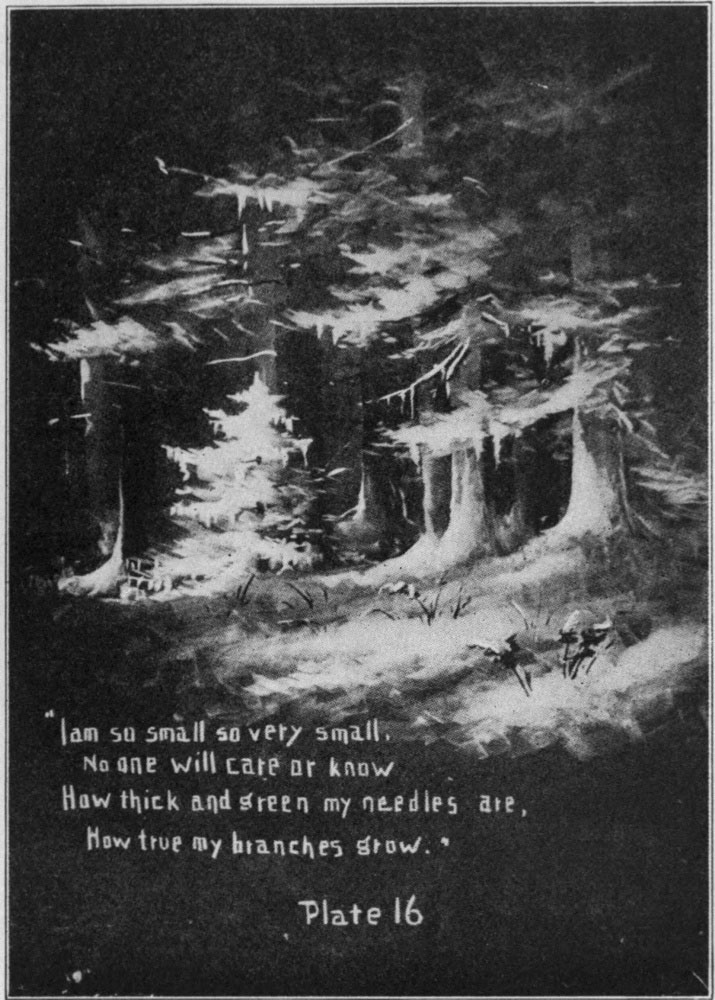 "I am so small so very small,
No one will care or know
How thick and green my needles are,
How true my branches grow."
Plate 16